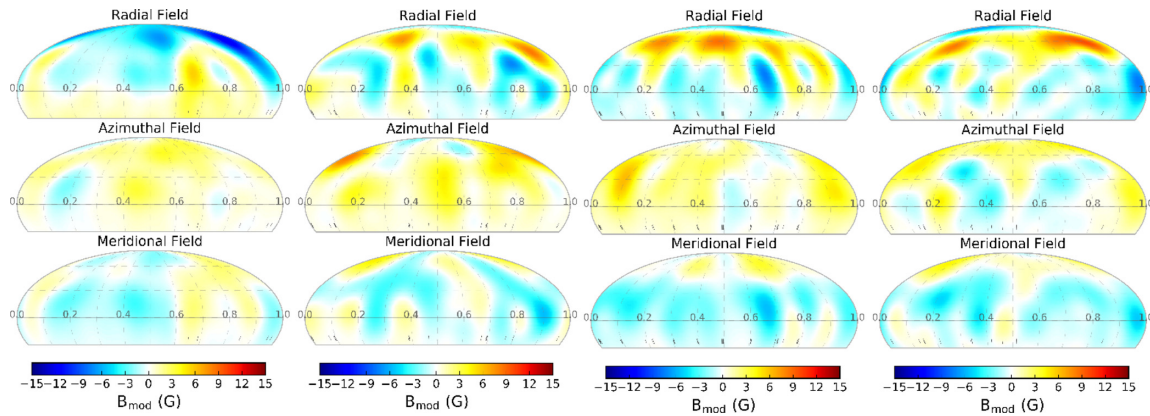 Radial Field Radial Field Radial Field Radial Field
0.0 0.2 0.4 0.6 0.8 1.0 0.0 0.2 0.4 0.6 0.8 1.0 0.0 0.2 0.4 0.6 0.8 1.0 0.0 0.2 0.4 0.6 0.8 1.0
Azimuthal Field Azimuthal Field Azimuthal Field Azimuthal Field
0.0 0.2 0.4 0.6 0.8 1.0 0.0 0.2 0.4 0.6 0.8 1.0 0.0 0.2 0.4 0.6 0.8 1.0 0.0 0.2 0.4 0.6 0.8 1.0
Meridional Field Meridional Field Meridional Field Meridional Field
0.0 0.2 0.4 0.6 0.8 1.0 0.0 0.2 0.4 0.6 0.8 1.0 0.0 0.2 0.4 0.6 0.8 1.0 0.0 0.2 0.4 0.6 0.8 1.0
−15−12 −9 −6 −3 0 3 6 9 12 15 −15−12 −9 −6 −3 0 3 6 9 12 15 −15−12 −9 −6 −3 0 3 6 9 12 15 −15−12 −9 −6 −3 0 3 6 9 12 15
B_mod (G) B_mod (G) B_mod (G) B_mod (G)